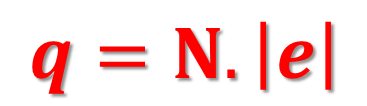 q = N. |e|